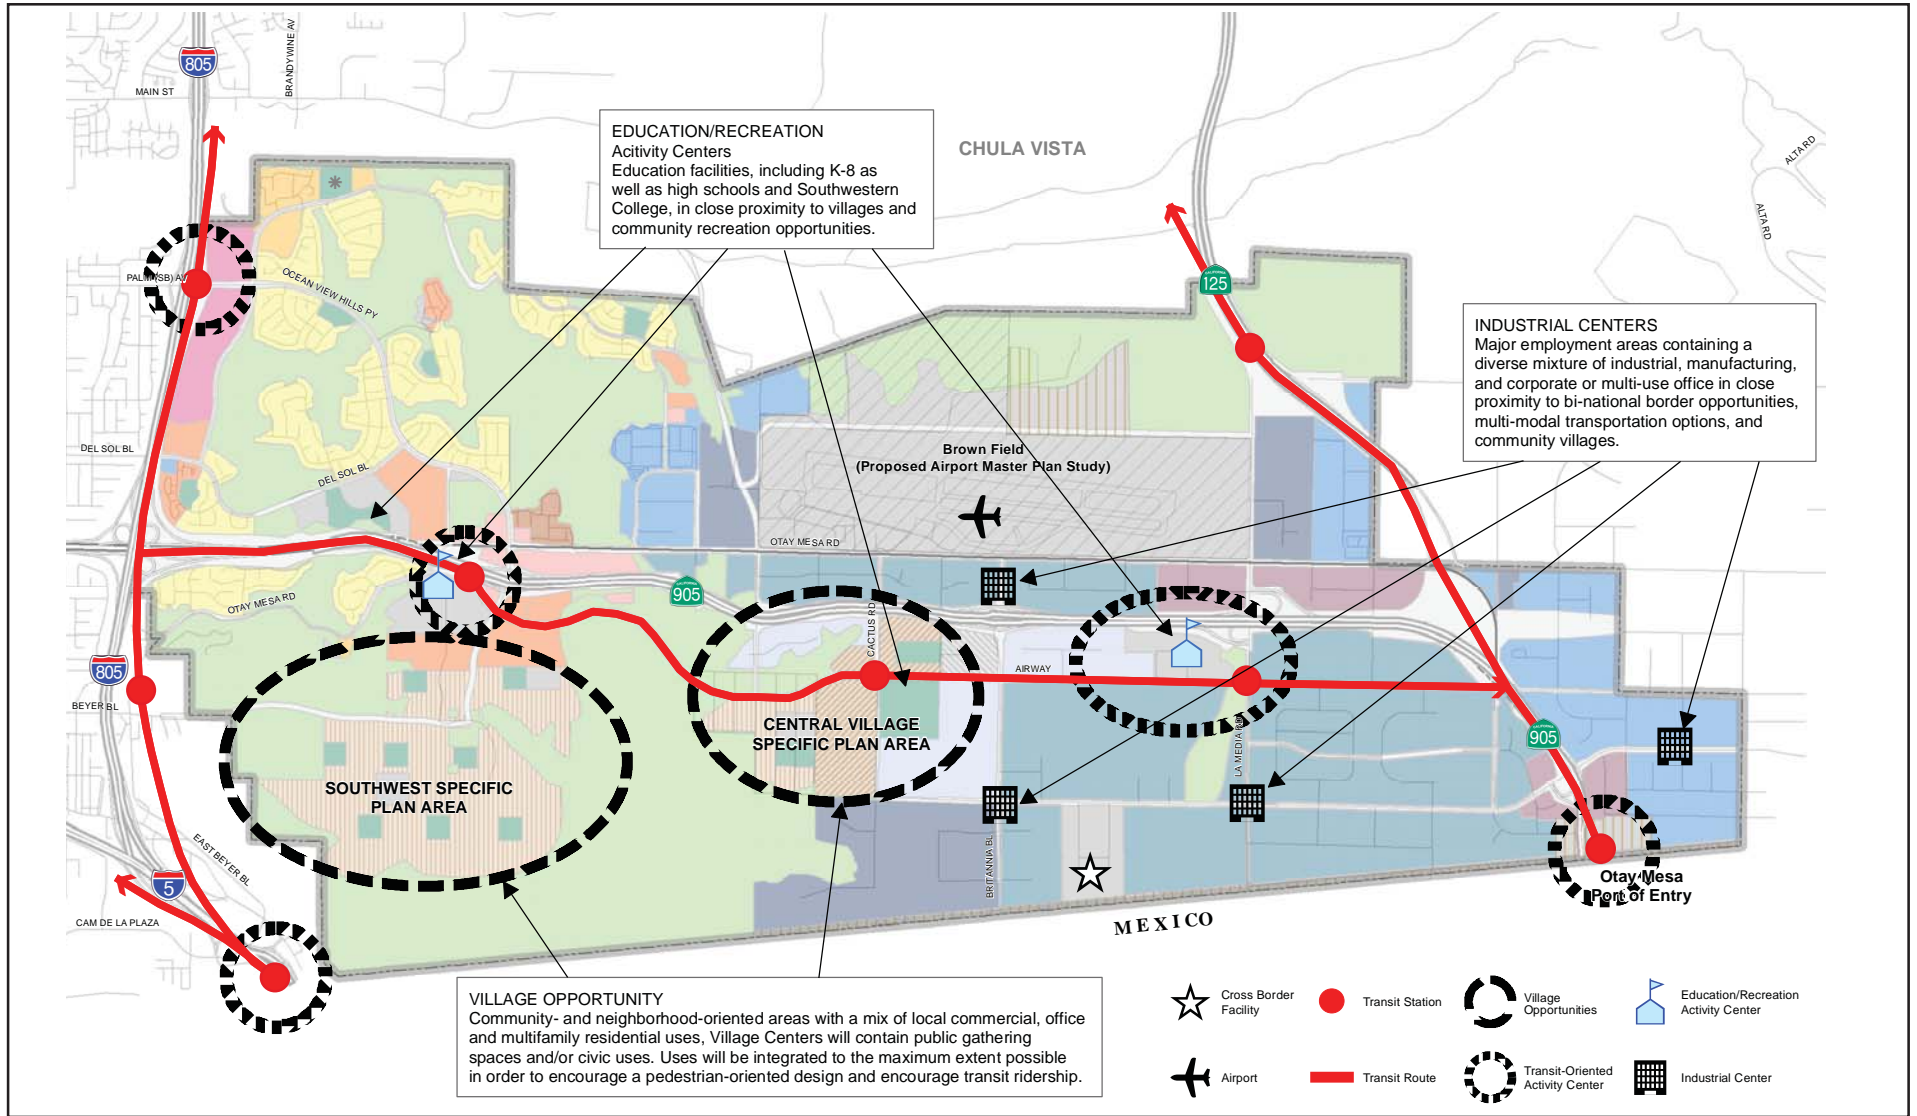 805
MAIN ST
BRANDYWINE AV
EDUCATION/RECREATION
Acitivity Centers
Education facilities, including K-8 as
well as high schools and Southwestern
College, in close proximity to villages and
community recreation opportunities.
CHULA VISTA
ALTA RD
ALTA RD
PALM (SB) AV
OCEAN VIEW HILLS PY
CALIFORNIA
125
INDUSTRIAL CENTERS
Major employment areas containing a
diverse mixture of industrial, manufacturing,
and corporate or multi-use office in close
proximity to bi-national border opportunities,
multi-modal transportation options, and
community villages.
DEL SOL BL
DEL SOL BL
Brown Field
(Proposed Airport Master Plan Study)
OTAY MESA RD
OTAY MESA RD
CALIFORNIA
905
CACTUS RD
AIRWAY
805
BEYER BL
CENTRAL VILLAGE
SPECIFIC PLAN AREA
LA MEDIA RD
CALIFORNIA
905
SOUTHWEST SPECIFIC
PLAN AREA
EAST BEYER BL
BRITANNIA BL
5
CAM DE LA PLAZA
Otay Mesa
Port of Entry
MEXICO
VILLAGE OPPORTUNITY
Community- and neighborhood-oriented areas with a mix of local commercial, office
and multifamily residential uses, Village Centers will contain public gathering
spaces and/or civic uses. Uses will be integrated to the maximum extent possible
in order to encourage a pedestrian-oriented design and encourage transit ridership.
Cross Border
Facility
Transit Station
Village
Opportunities
Education/Recreation
Activity Center
Airport
Transit Route
Transit-Oriented
Activity Center
Industrial Center